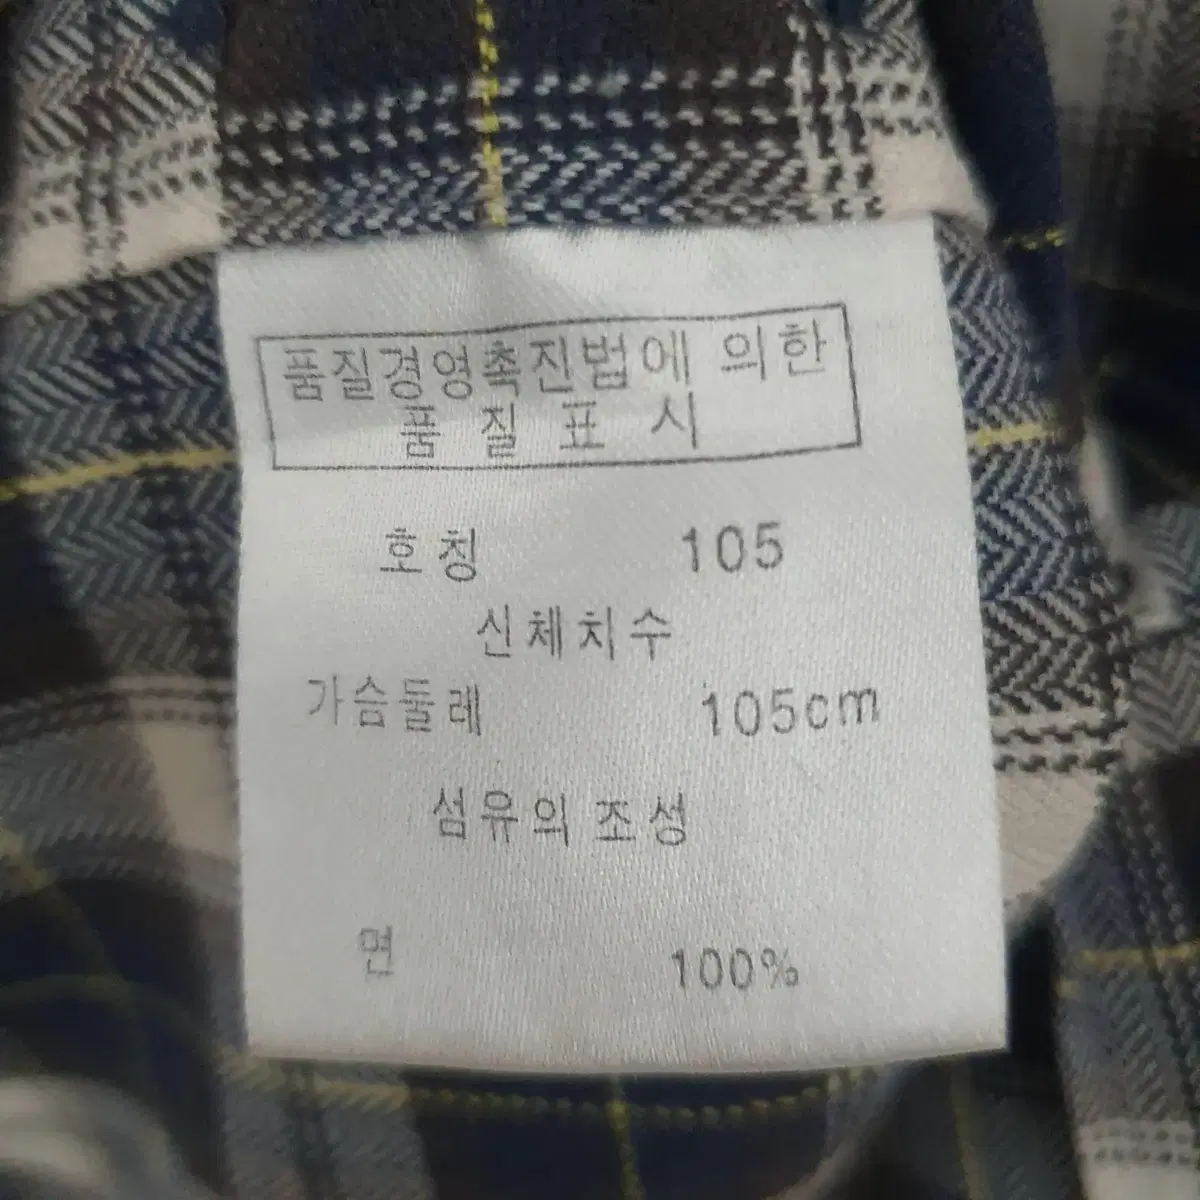 품질경영촉진법에 의한
품 질 표 시
호칭 105
신체치수
가슴둘레 105cm
섬유의 조성
면 100%